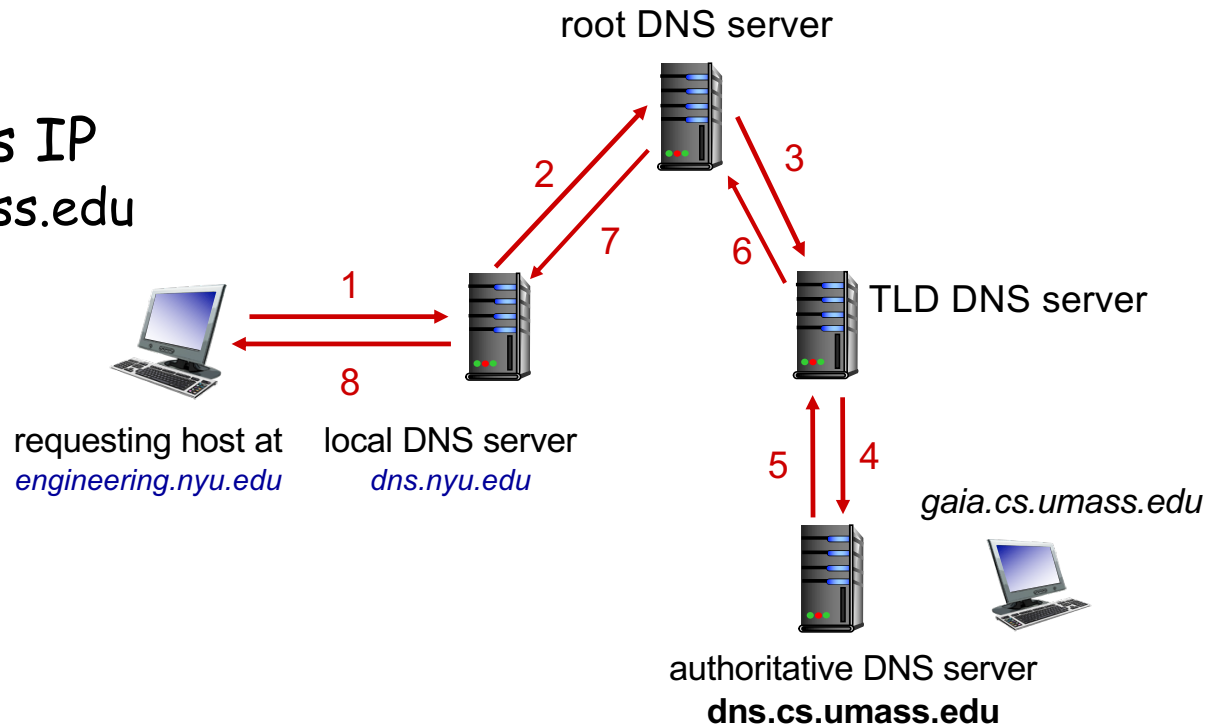 root DNS server
s IP
ss.edu
2
3
7
6
1
TLD DNS server
8
requesting host at
engineering.nyu.edu
local DNS server
dns.nyu.edu
5
4
gaia.cs.umass.edu
authoritative DNS server
dns.cs.umass.edu